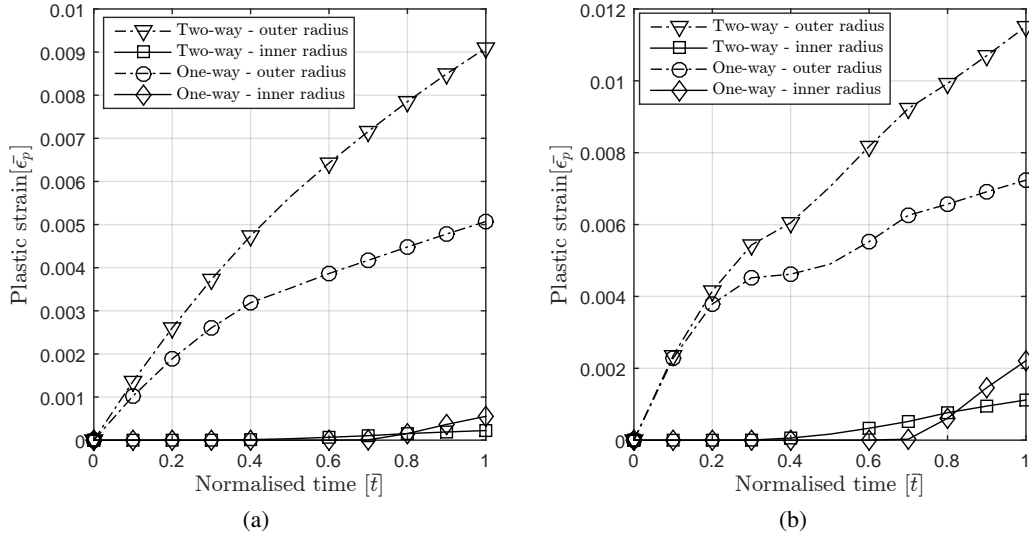 0.01
0.009
0.008
0.007
0.006
0.005
0.004
0.003
0.002
0.001
0
Plastic strain[ϵ̄p]
Two-way - outer radius
Two-way - inner radius
One-way - outer radius
One-way - inner radius
0 0.2 0.4 0.6 0.8 1
Normalised time [t̄]
(a)
0.012
0.01
0.008
0.006
0.004
0.002
0
Plastic strain[ϵ̄p]
Two-way - outer radius
Two-way - inner radius
One-way - outer radius
One-way - inner radius
0 0.2 0.4 0.6 0.8 1
Normalised time [t̄]
(b)